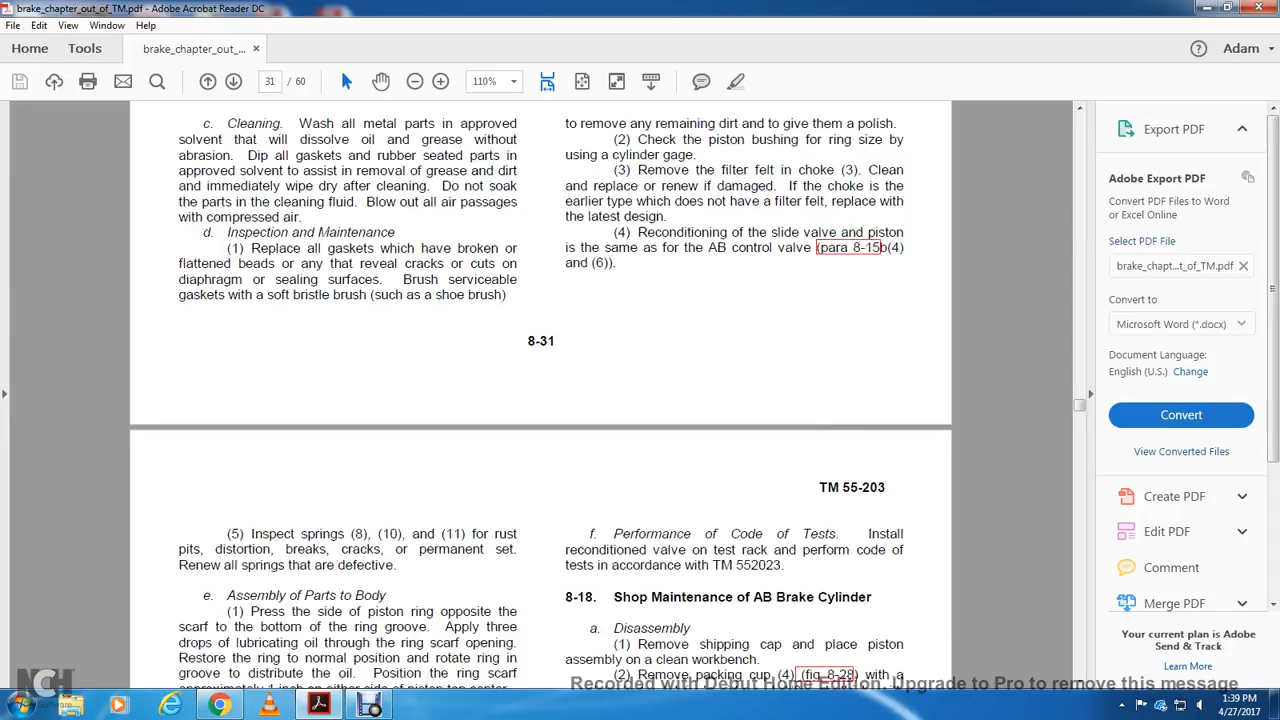 brake_chapter_out_of_TM.pdf - Adobe Acrobat Reader DC
File Edit View Window Help
Home Tools brake_chapter_out_... × Adam
31 / 60 110%
c. Cleaning. Wash all metal parts in approved
solvent that will dissolve oil and grease without
abrasion. Dip all gaskets and rubber seated parts in
approved solvent to assist in removal of grease and dirt
and immediately wipe dry after cleaning. Do not soak
the parts in the cleaning fluid. Blow out all air passages
with compressed air.
d. Inspection and Maintenance
(1) Replace all gaskets which have broken or
flattened beads or any that reveal cracks or cuts on
diaphragm or sealing surfaces. Brush serviceable
gaskets with a soft bristle brush (such as a shoe brush)
to remove any remaining dirt and to give them a polish.
(2) Check the piston bushing for ring size by
using a cylinder gage.
(3) Remove the filter felt in choke (3). Clean
and replace or renew if damaged. If the choke is the
earlier type which does not have a filter felt, replace with
the latest design.
(4) Reconditioning of the slide valve and piston
is the same as for the AB control valve (para 8-15b(4)
and (6)).
8-31
TM 55-203
(5) Inspect springs (8), (10), and (11) for rust
pits, distortion, breaks, cracks, or permanent set.
Renew all springs that are defective.
e. Assembly of Parts to Body
(1) Press the side of piston ring opposite the
scarf to the bottom of the ring groove. Apply three
drops of lubricating oil through the ring scarf opening.
Restore the ring to normal position and rotate ring in
groove to distribute the oil. Position the ring scarf
f. Performance of Code of Tests. Install
reconditioned valve on test rack and perform code of
tests in accordance with TM 552023.
8-18. Shop Maintenance of AB Brake Cylinder
a. Disassembly
(1) Remove shipping cap and place piston
assembly on a clean workbench.
(2) Remove packing cup (4) (fig. 8-28) with a
Export PDF
Adobe Export PDF
Convert PDF Files to Word
or Excel Online
Select PDF File
brake_chapt...t_of_TM.pdf
Convert to
Microsoft Word (*.docx)
Document Language:
English (U.S.) Change
Convert
View Converted Files
Create PDF
Edit PDF
Comment
Merge PDF
Your current plan is Adobe
Send & Track
Learn More
Recorded with Debut Home Edition. Upgrade to Pro to remove this message
NCH
Software
1:39 PM
4/27/2017